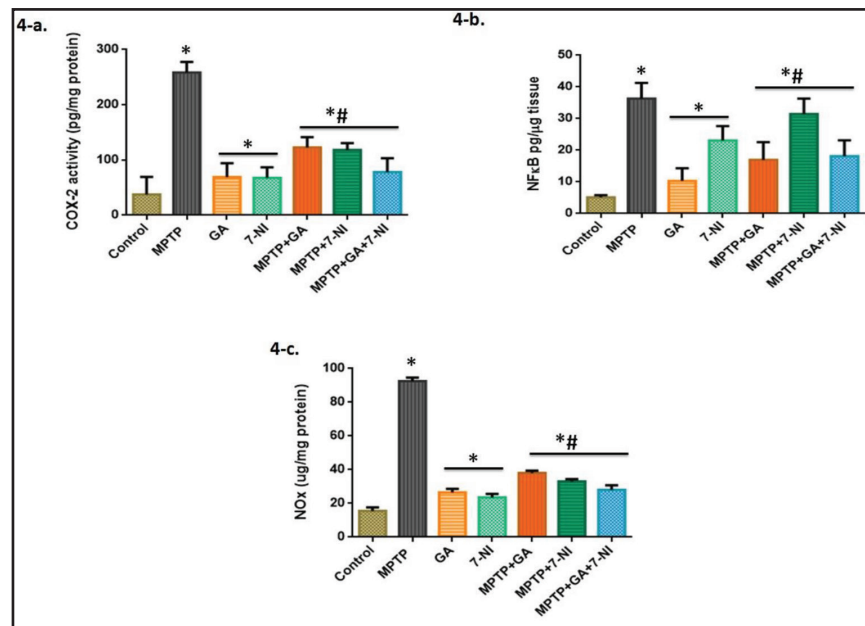 4-a.
COX-2 activity (pg/mg protein)
300
200
100
0
*
*
*#
Control
MPTP
GA
7-NI
MPTP+GA
MPTP+7-NI
MPTP+GA+7-NI
4-b.
NFκB pg/µg tissue
50
40
30
20
10
0
*
*
*#
Control
MPTP
GA
7-NI
MPTP+GA
MPTP+7-NI
MPTP+GA+7-NI
4-c.
NOx (ug/mg protein)
100
80
60
40
20
0
*
*
*#
Control
MPTP
GA
7-NI
MPTP+GA
MPTP+7-NI
MPTP+GA+7-NI